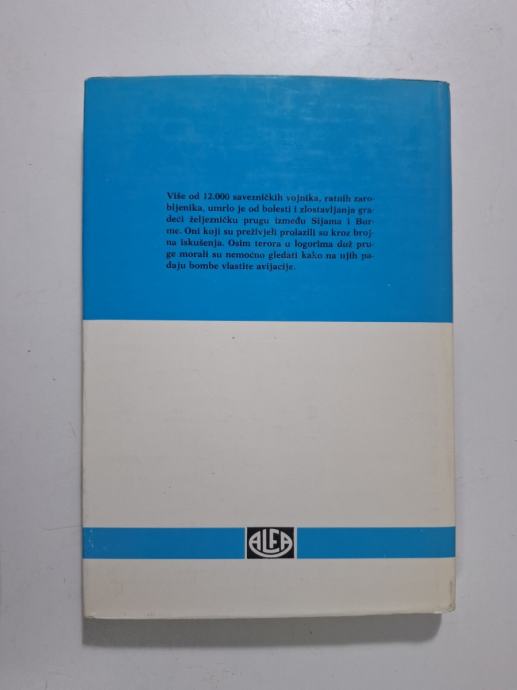 Više od 12.000 savezničkih vojnika, ratnih zaro-
bljenika, umrlo je od bolesti i zlostavljanja gra-
deći željezničku prugu između Sijama i Bur-
me. Oni koji su preživjeli prolazili su kroz broj-
na iskušenja. Osim terora u logorima duž pru-
ge morali su nemoćno gledati kako na njih pa-
daju bombe vlastite avijacije.
ALFA